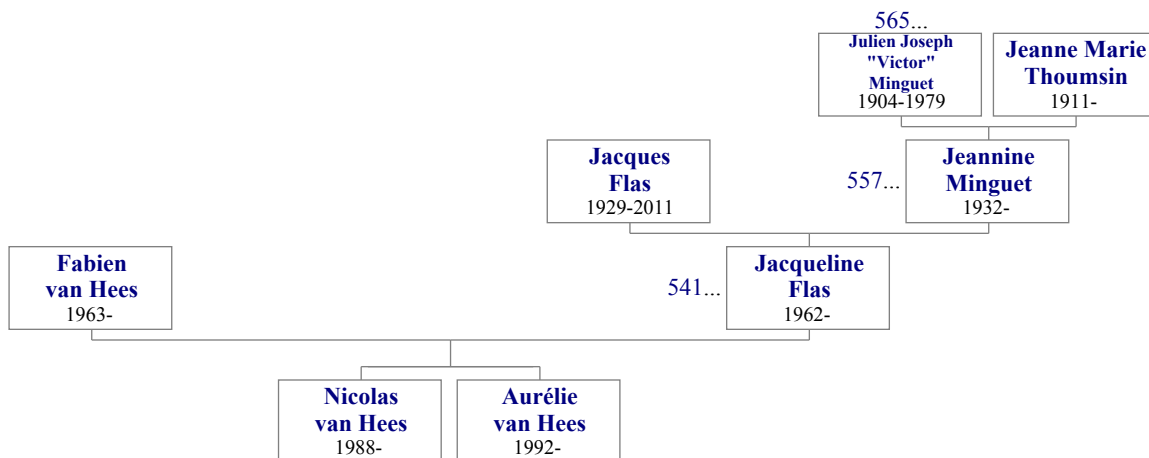 565...
Julien Joseph
"Victor"
Minguet
1904-1979
Jeanne Marie
Thoumsin
1911-
Jacques
Flas
1929-2011
557...
Jeannine
Minguet
1932-
Fabien
van Hees
1963-
541...
Jacqueline
Flas
1962-
Nicolas
van Hees
1988-
Aurélie
van Hees
1992-